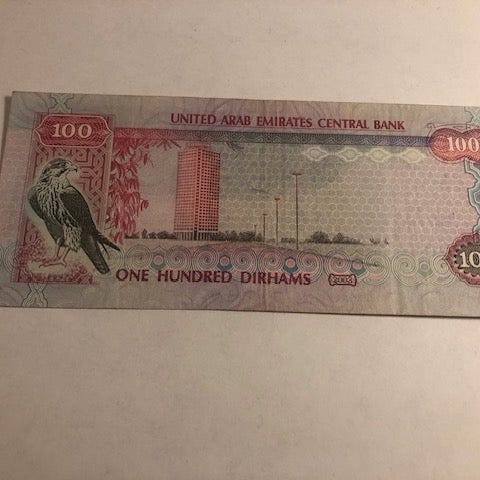 UNITED ARAB EMIRATES CENTRAL BANK
100
100
ONE HUNDRED DIRHAMS
10